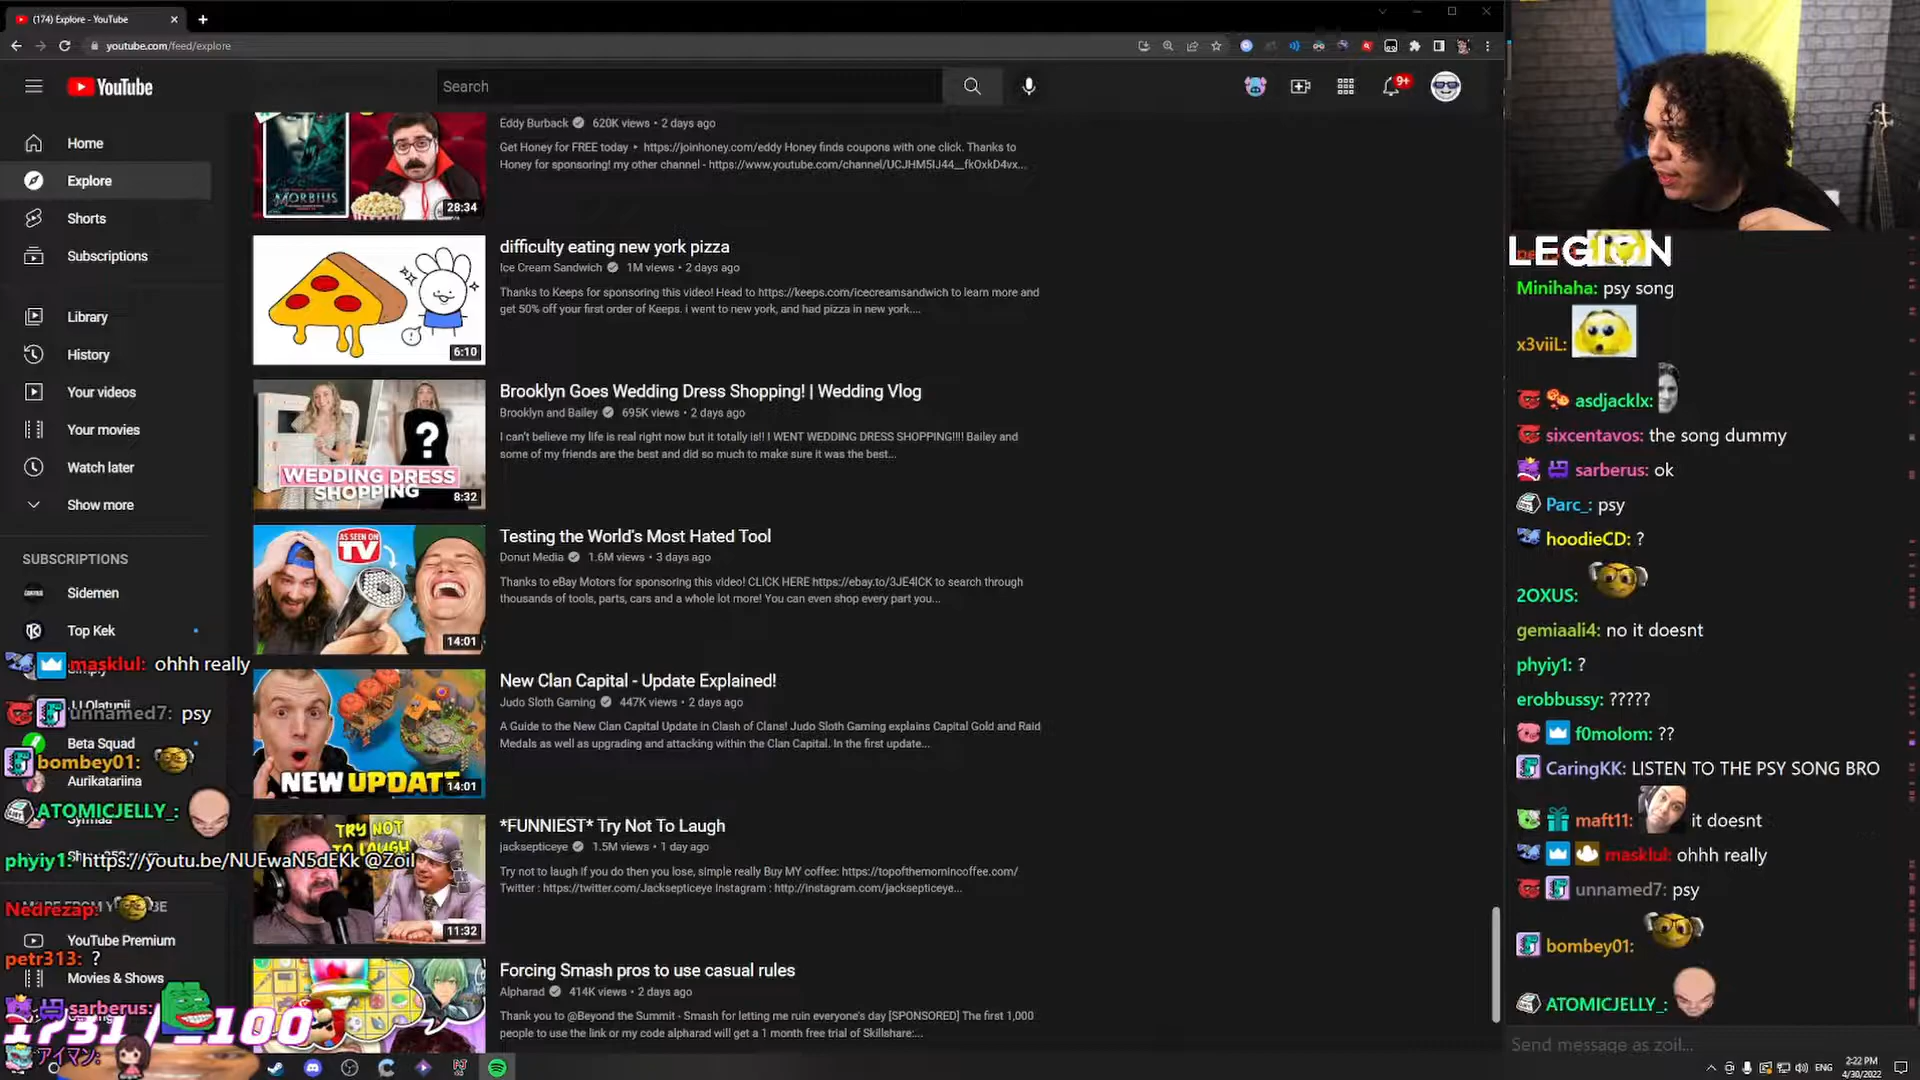 (174) Explore - YouTube
youtube.com/feed/explore
YouTube
Search
9+
Home
Explore
Shorts
Subscriptions
Library
History
Your videos
Your movies
Watch later
Show more
SUBSCRIPTIONS
Sidemen
Top Kek
JJ Olatunji
Beta Squad
Aurikatariina
YouTube Premium
Movies & Shows
masklul: ohhh really
unnamed7: psy
bombey01:
ATOMICJELLY_:
phyiy1: https://youtu.be/NUEwaN5dEKk @Zoil
Nedrezap:
petr313: ?
sarberus:
1731/2100
アイマン:
MORBIUS
28:34
Eddy Burback 620K views • 2 days ago
Get Honey for FREE today ‣ https://joinhoney.com/eddy Honey finds coupons with one click. Thanks to
Honey for sponsoring! my other channel - https://www.youtube.com/channel/UCJHM5IJ44__fkOxkD4vx...
6:10
difficulty eating new york pizza
Ice Cream Sandwich 1M views • 2 days ago
Thanks to Keeps for sponsoring this video! Head to https://keeps.com/icecreamsandwich to learn more and
get 50% off your first order of Keeps. i went to new york, and had pizza in new york....
WEDDING DRESS
SHOPPING
8:32
Brooklyn Goes Wedding Dress Shopping! | Wedding Vlog
Brooklyn and Bailey 695K views • 2 days ago
I can't believe my life is real right now but it totally is!! I WENT WEDDING DRESS SHOPPING!!!! Bailey and
some of my friends are the best and did so much to make sure it was the best...
AS SEEN ON
TV
14:01
Testing the World's Most Hated Tool
Donut Media 1.6M views • 3 days ago
Thanks to eBay Motors for sponsoring this video! CLICK HERE https://ebay.to/3JE4lCK to search through
thousands of tools, parts, cars and a whole lot more! You can even shop every part you...
NEW UPDATE
14:01
New Clan Capital - Update Explained!
Judo Sloth Gaming 447K views • 2 days ago
A Guide to the New Clan Capital Update in Clash of Clans! Judo Sloth Gaming explains Capital Gold and Raid
Medals as well as upgrading and attacking within the Clan Capital. In the first update...
TRY NOT
TO LAUGH
11:32
*FUNNIEST* Try Not To Laugh
jacksepticeye 1.5M views • 1 day ago
Try not to laugh if you do then you lose, simple really Buy MY coffee: https://topofthemornincoffee.com/
Twitter : https://twitter.com/Jacksepticeye Instagram : http://instagram.com/jacksepticeye...
Forcing Smash pros to use casual rules
Alpharad 414K views • 2 days ago
Thank you to @Beyond the Summit - Smash for letting me ruin everyone's day [SPONSORED] The first 1,000
people to use the link or my code alpharad will get a 1 month free trial of Skillshare:...
LEGION
Minihaha: psy song
x3viiL:
asdjacklx:
sixcentavos: the song dummy
sarberus: ok
Parc_: psy
hoodieCD: ?
2OXUS:
gemiaali4: no it doesnt
phyiy1: ?
erobbussy: ?????
f0molom: ??
CaringKK: LISTEN TO THE PSY SONG BRO
maft11: it doesnt
masklul: ohhh really
unnamed7: psy
bombey01:
ATOMICJELLY_:
Send message as zoil...
ENG
2:22 PM
4/30/2022